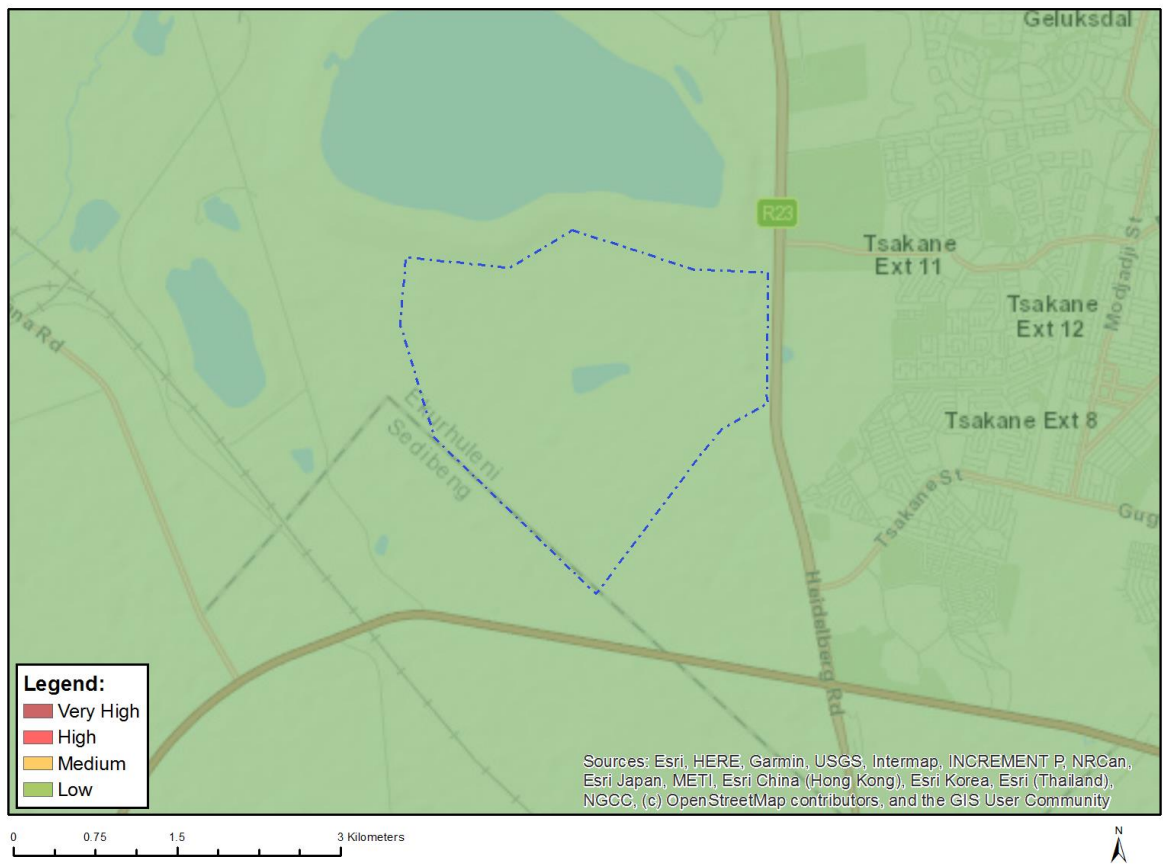 Geluksdal
R23
Tsakane
Ext 11
Modjadji St
Tsakane
Ext 12
na Rd
Ekurhuleni
Sedibeng
Tsakane Ext 8
Tsakane St
Gug
Heidelberg Rd
Legend:
Very High
High
Medium
Low
Sources: Esri, HERE, Garmin, USGS, Intermap, INCREMENT P, NRCan,
Esri Japan, METI, Esri China (Hong Kong), Esri Korea, Esri (Thailand),
NGCC, (c) OpenStreetMap contributors, and the GIS User Community
0 0.75 1.5 3 Kilometers
N